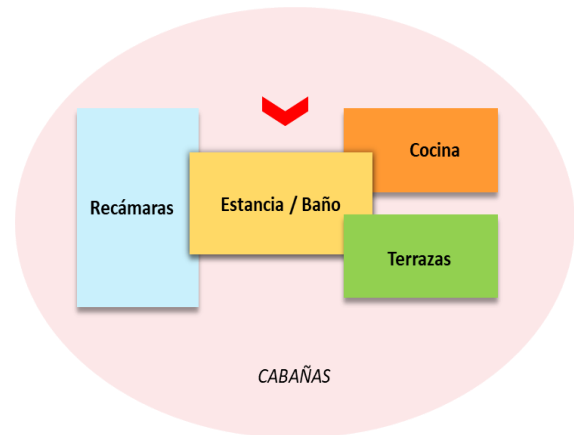 Cocina
Recámaras
Estancia / Baño
Terrazas
CABAÑAS